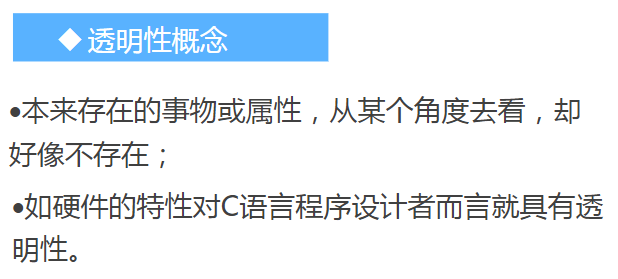 ◆ 透明性概念
•本来存在的事物或属性，从某个角度去看，却
好像不存在；
•如硬件的特性对C语言程序设计者而言就具有透
明性。